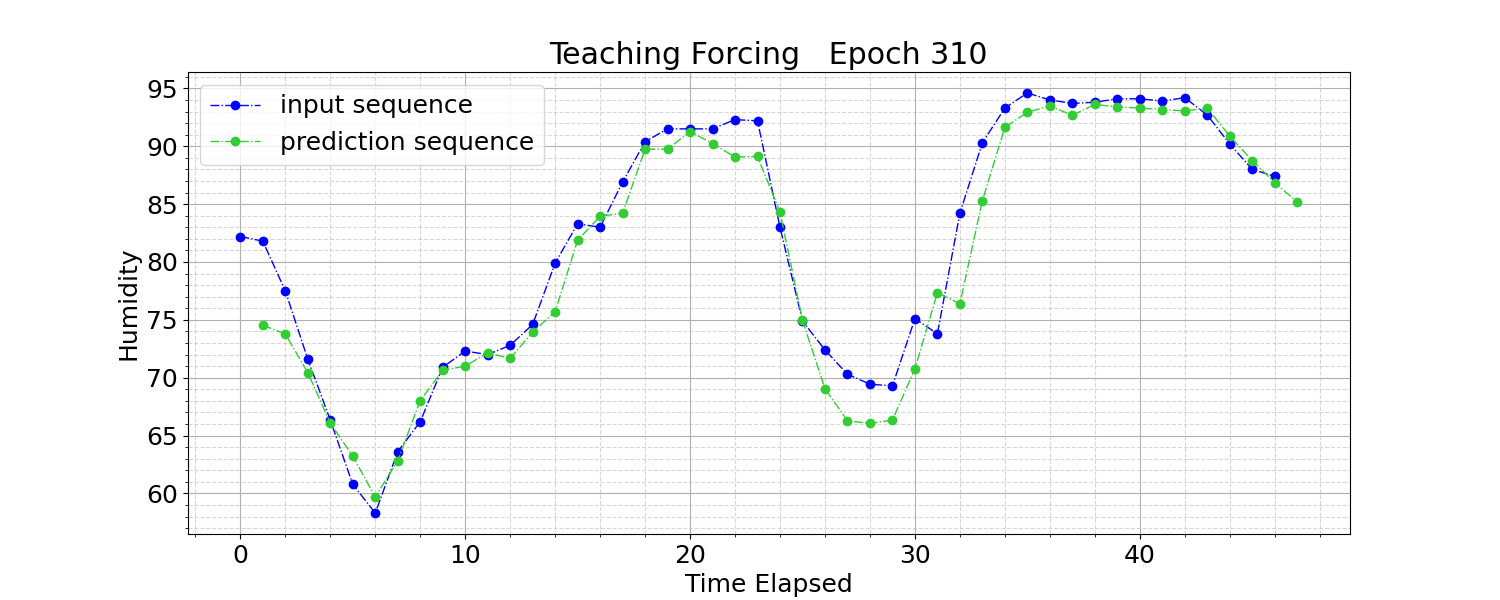 Teaching Forcing   Epoch 310
input sequence
prediction sequence
95
90
85
80
75
70
65
60
Humidity
0 10 20 30 40
Time Elapsed